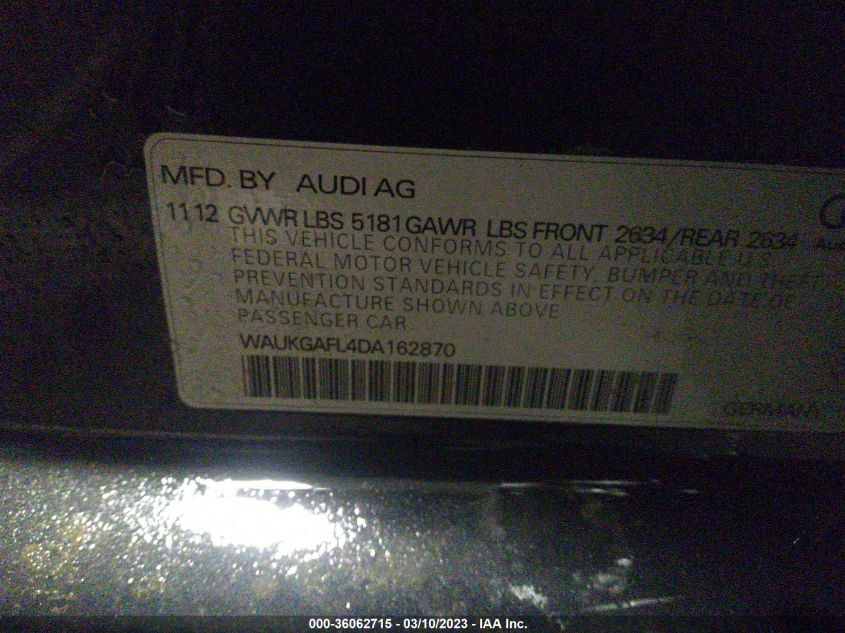 MFD. BY AUDI AG
11 12 GVWR LBS 5181 GAWR LBS FRONT 2634/REAR 2634
THIS VEHICLE CONFORMS TO ALL APPLICABLE U.S.
FEDERAL MOTOR VEHICLE SAFETY, BUMPER AND THEFT
PREVENTION STANDARDS IN EFFECT ON THE DATE OF
MANUFACTURE SHOWN ABOVE
PASSENGER CAR
WAUKGAFL4DA162870
GERMANY
000-36062715 - 03/10/2023 - IAA Inc.